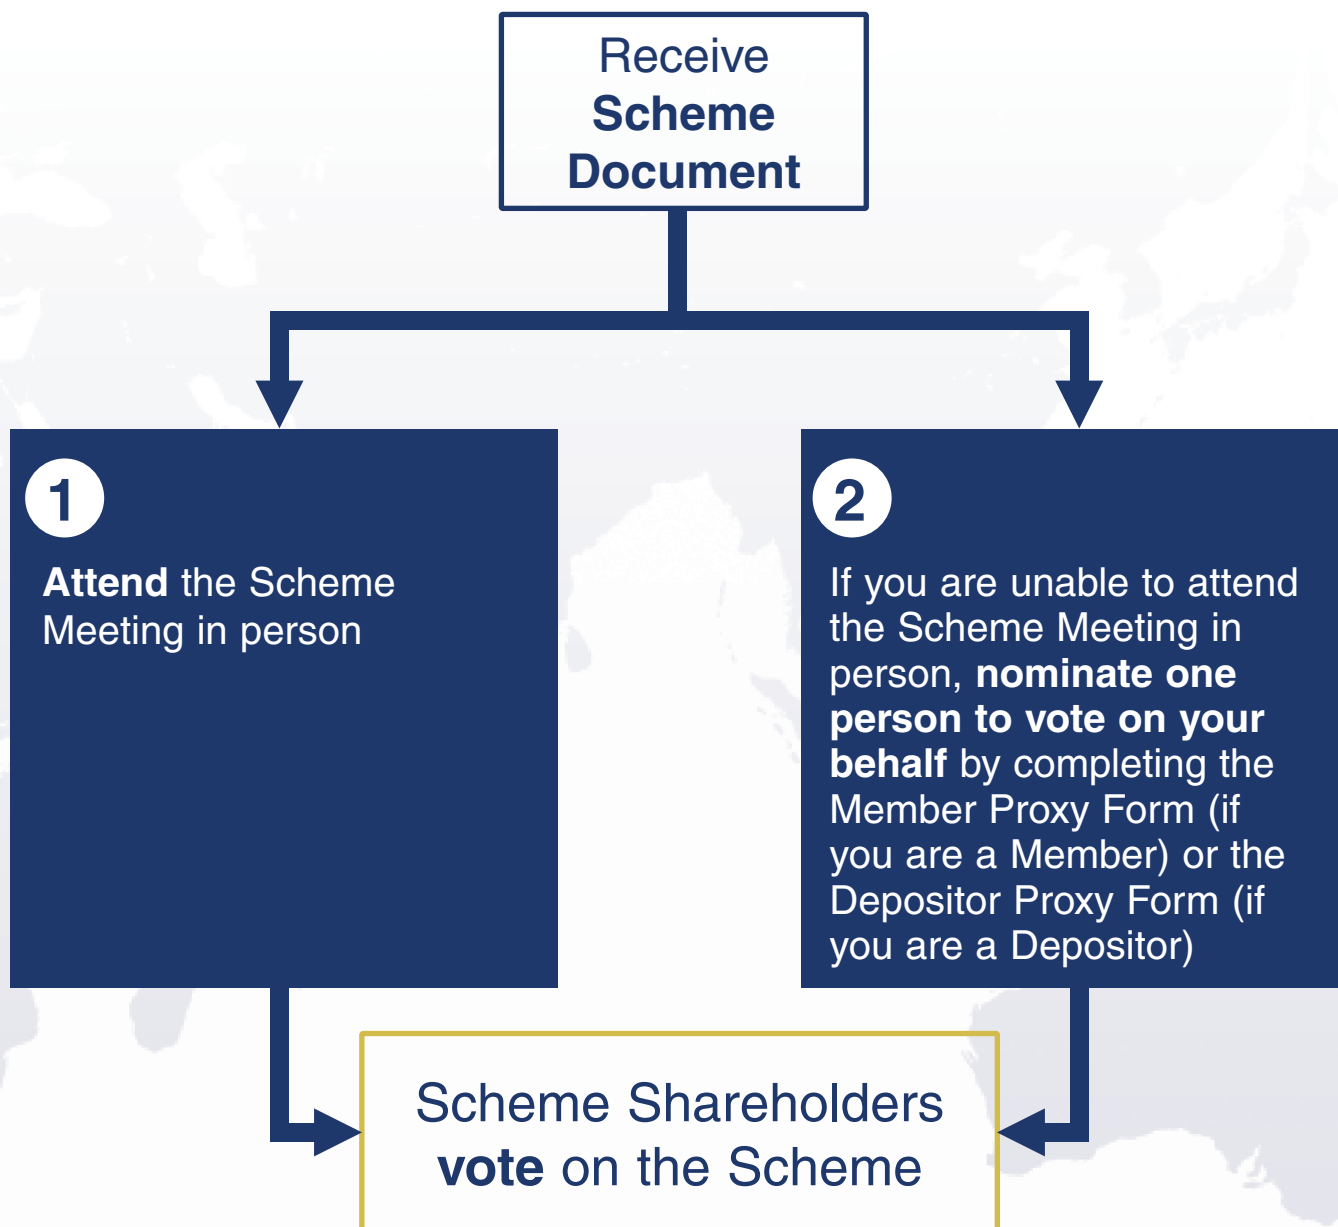 Receive
Scheme
Document
1
Attend the Scheme
Meeting in person
2
If you are unable to attend
the Scheme Meeting in
person, nominate one
person to vote on your
behalf by completing the
Member Proxy Form (if
you are a Member) or the
Depositor Proxy Form (if
you are a Depositor)
Scheme Shareholders
vote on the Scheme